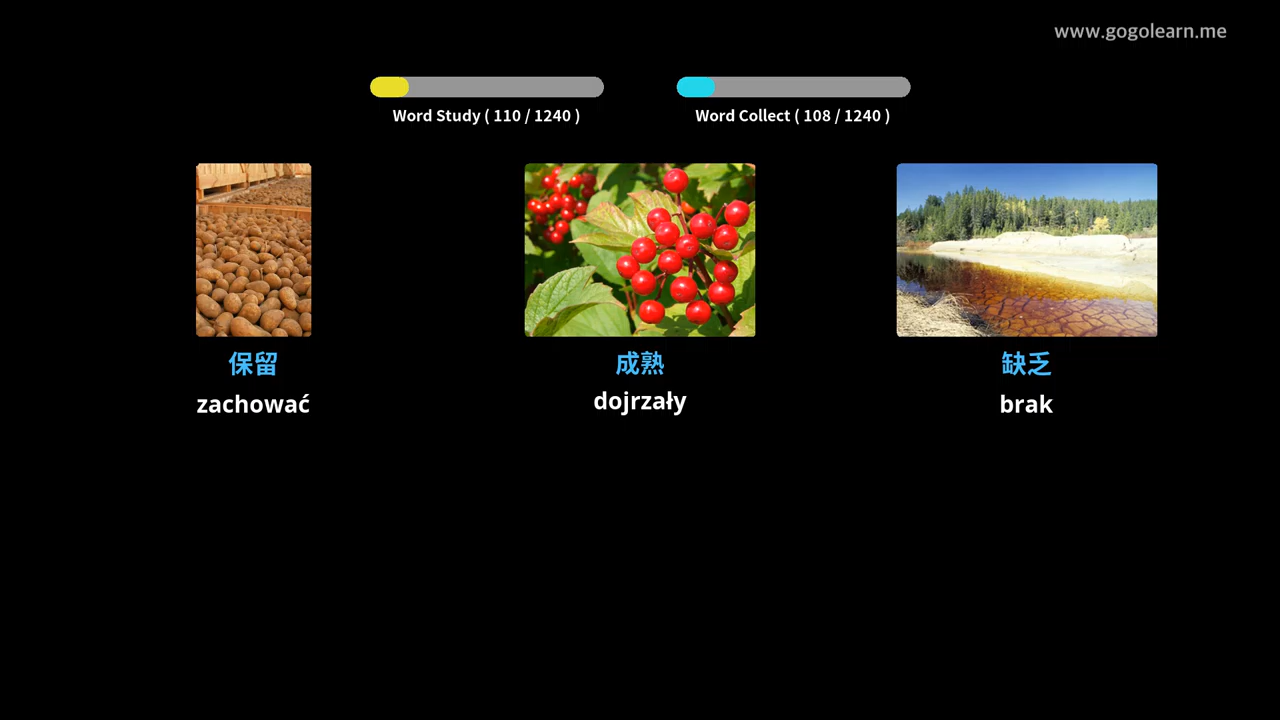 www.gogolearn.me
Word Study ( 110 / 1240 )
Word Collect ( 108 / 1240 )
保留
成熟
缺乏
zachować
dojrzały
brak